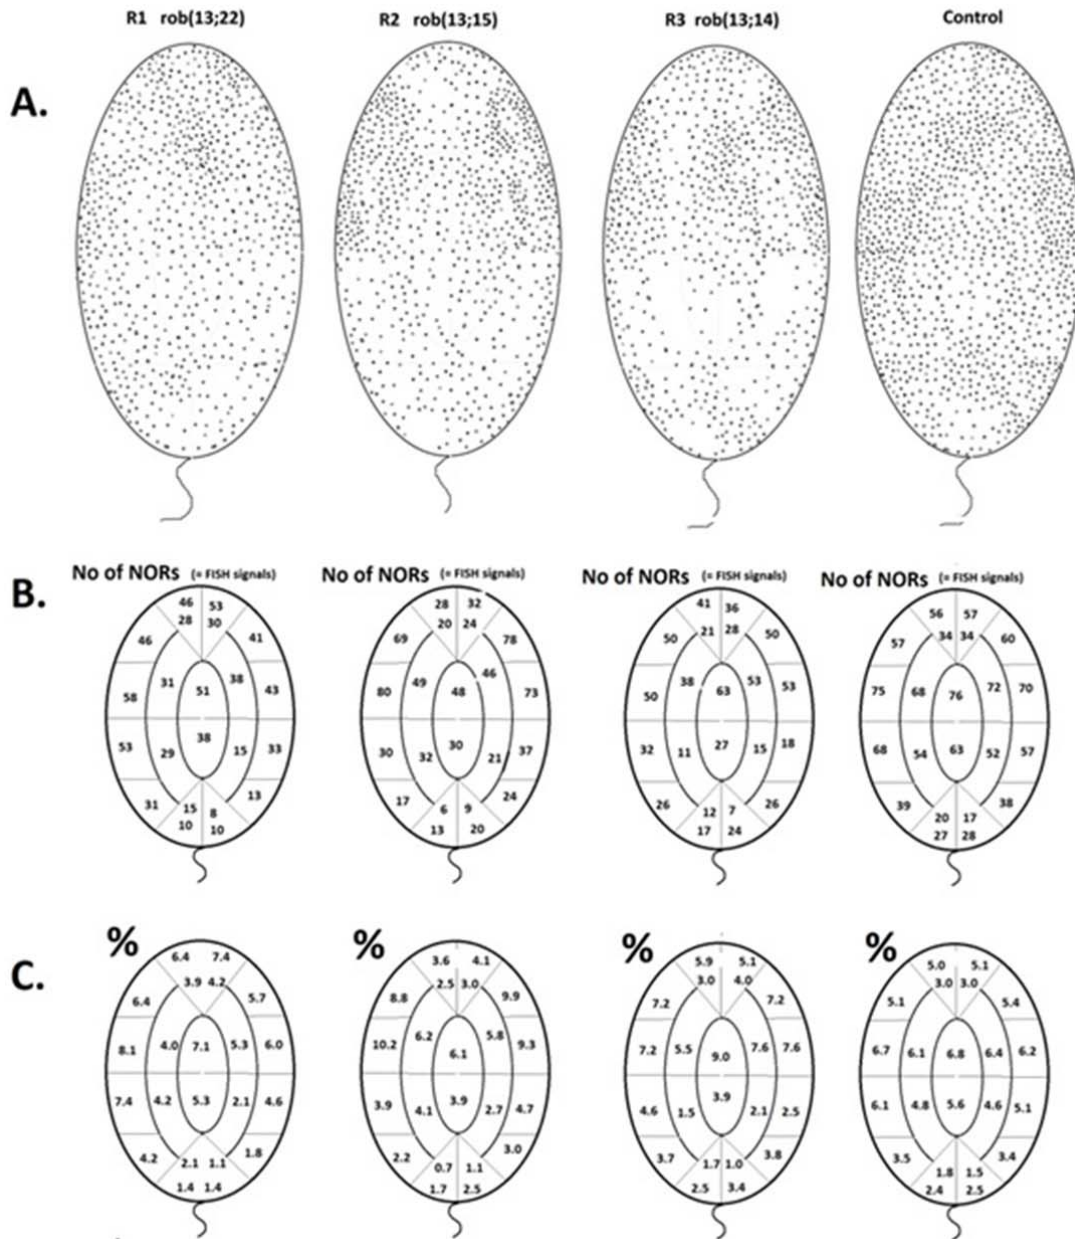 R1 rob(13;22) R2 rob(13;15) R3 rob(13;14) Control
A.
B.
No of NORs (= FISH signals) No of NORs (= FISH signals) No of NORs (= FISH signals) No of NORs (= FISH signals)
46 53 28 32 41 36 56 57
28 30 20 24 21 28 34 34
46 41 69 78 50 50 57 60
31 38 49 46 38 53 68 72
58 51 43 80 48 73 50 63 53 75 76 70
53 38 33 30 30 37 32 27 18 68 63 57
29 15 32 21 11 15 54 52
31 13 17 24 26 26 39 38
15 8 6 9 12 7 20 17
10 10 13 20 17 24 27 28
C.
% % % %
6.4 7.4 3.6 4.1 5.9 5.1 5.0 5.1
3.9 4.2 2.5 3.0 3.0 4.0 3.0 3.0
6.4 5.7 8.8 9.9 7.2 7.2 5.1 5.4
8.1 4.0 7.1 5.3 6.0 10.2 6.2 6.1 5.8 9.3 7.2 5.5 9.0 7.6 7.6 6.7 6.1 6.8 6.4 6.2
7.4 4.2 5.3 2.1 4.6 3.9 4.1 3.9 2.7 4.7 4.6 1.5 3.9 2.1 2.5 6.1 4.8 5.6 4.6 5.1
4.2 1.8 2.2 3.0 3.7 3.8 3.5 3.4
2.1 1.1 0.7 1.1 1.7 1.0 1.8 1.5
1.4 1.4 1.7 2.5 2.5 3.4 2.4 2.5